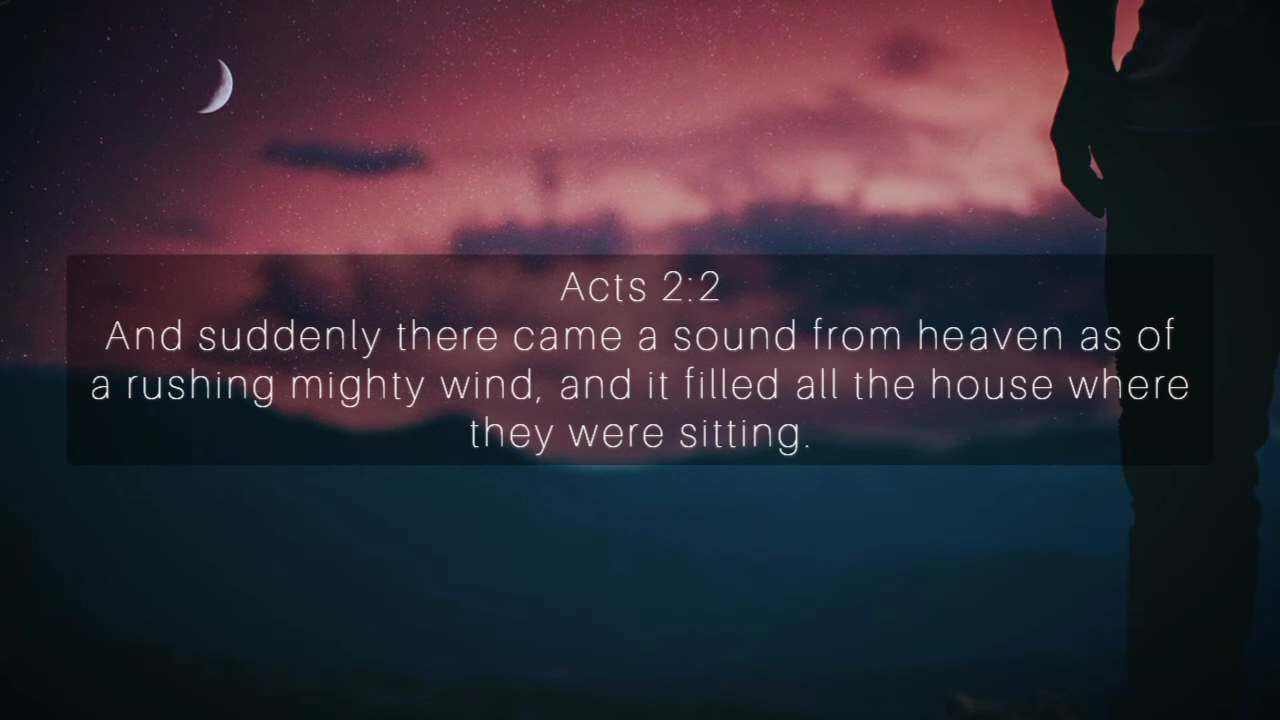 Acts 2:2
And suddenly there came a sound from heaven as of
a rushing mighty wind, and it filled all the house where
they were sitting.